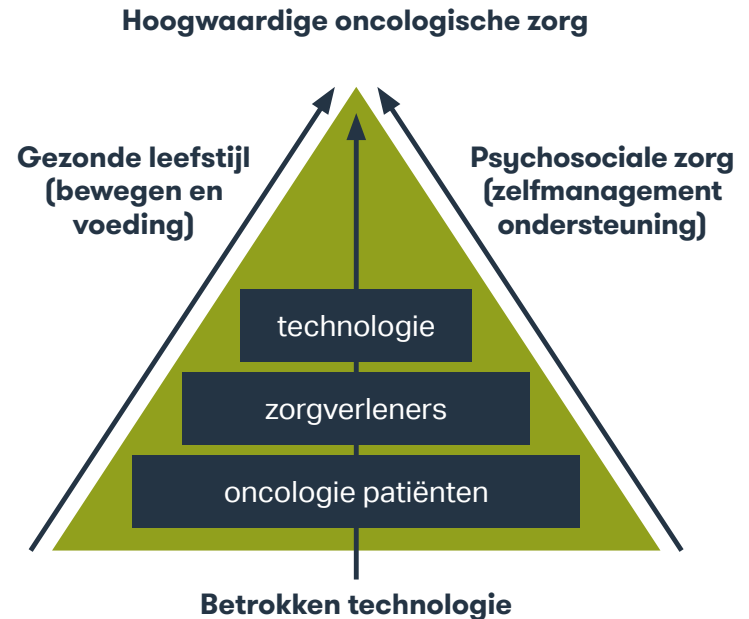 Hoogwaardige oncologische zorg
Gezonde leefstijl
(bewegen en
voeding)
Psychosociale zorg
(zelfmanagement
ondersteuning)
technologie
zorgverleners
oncologie patiënten
Betrokken technologie